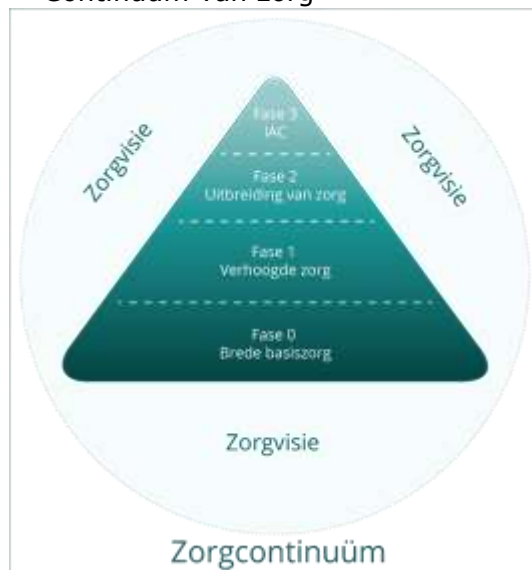 Continuüm van zorg
Zorgvisie
Zorgvisie
Fase 3
IAC
Fase 2
Uitbreiding van zorg
Fase 1
Verhoogde zorg
Fase 0
Brede basiszorg
Zorgvisie
Zorgcontinuüm